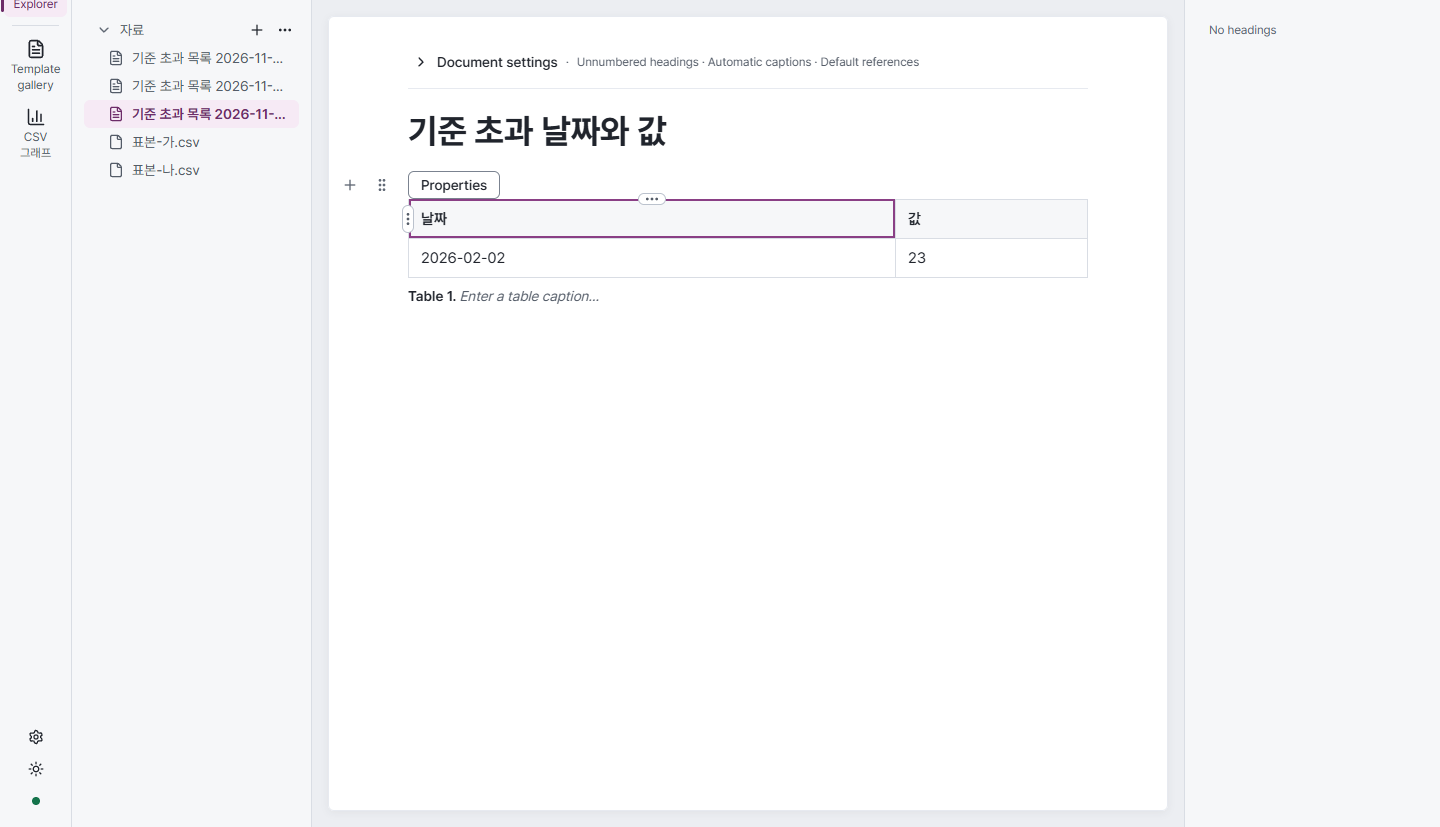 Explorer
Template
gallery
CSV
그래프
자료
기준 초과 목록 2026-11-...
기준 초과 목록 2026-11-...
기준 초과 목록 2026-11-...
표본-가.csv
표본-나.csv
Document settings · Unnumbered headings · Automatic captions · Default references
기준 초과 날짜와 값
Properties
날짜 값
2026-02-02 23
Table 1. Enter a table caption...
No headings